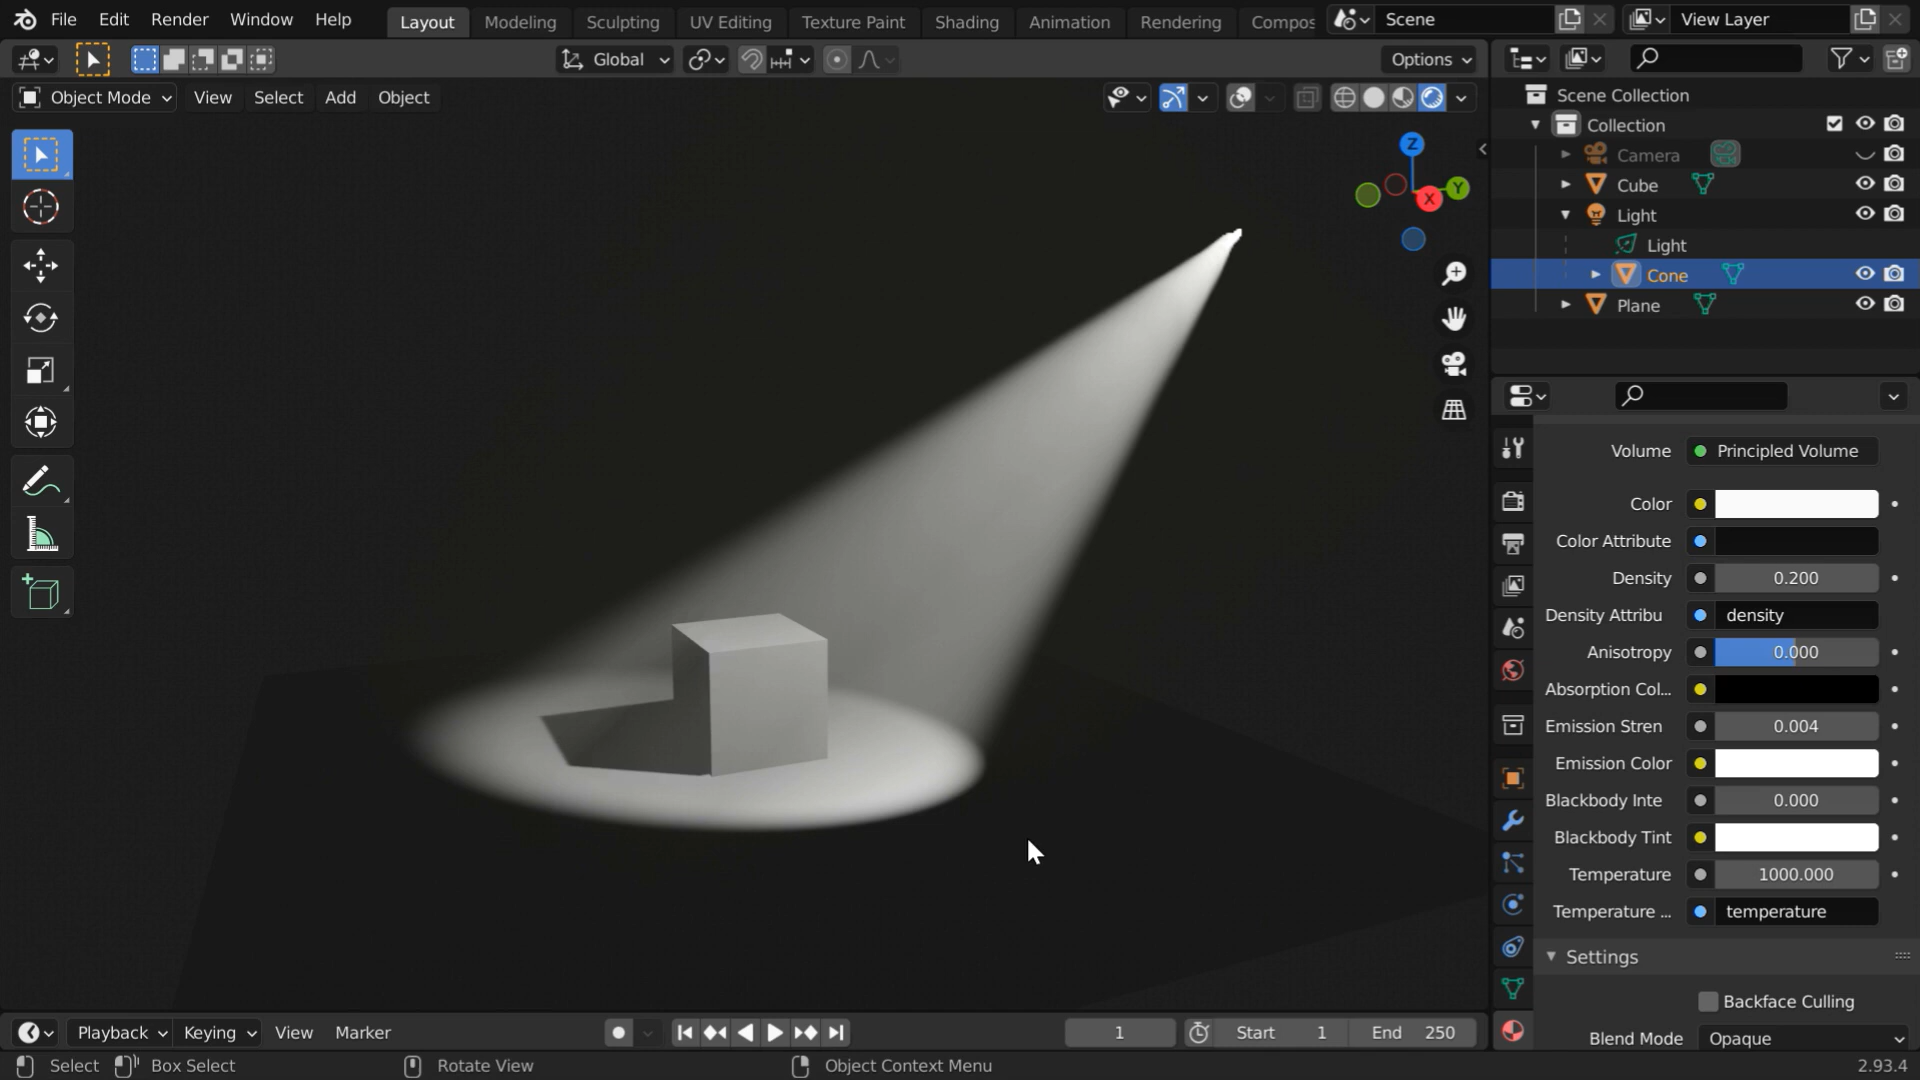 File Edit Render Window Help Layout Modeling Sculpting UV Editing Texture Paint Shading Animation Rendering Compos Scene View Layer
Global Options
Object Mode View Select Add Object
Scene Collection
Collection
Camera
Cube
Light
Light
Cone
Plane
Z
Y
X
Volume Principled Volume
Color
Color Attribute
Density 0.200
Density Attribu density
Anisotropy 0.000
Absorption Col...
Emission Stren 0.004
Emission Color
Blackbody Inte 0.000
Blackbody Tint
Temperature 1000.000
Temperature ... temperature
Settings
Backface Culling
Blend Mode Opaque
Playback Keying View Marker 1 Start 1 End 250
Select Box Select Rotate View Object Context Menu 2.93.4